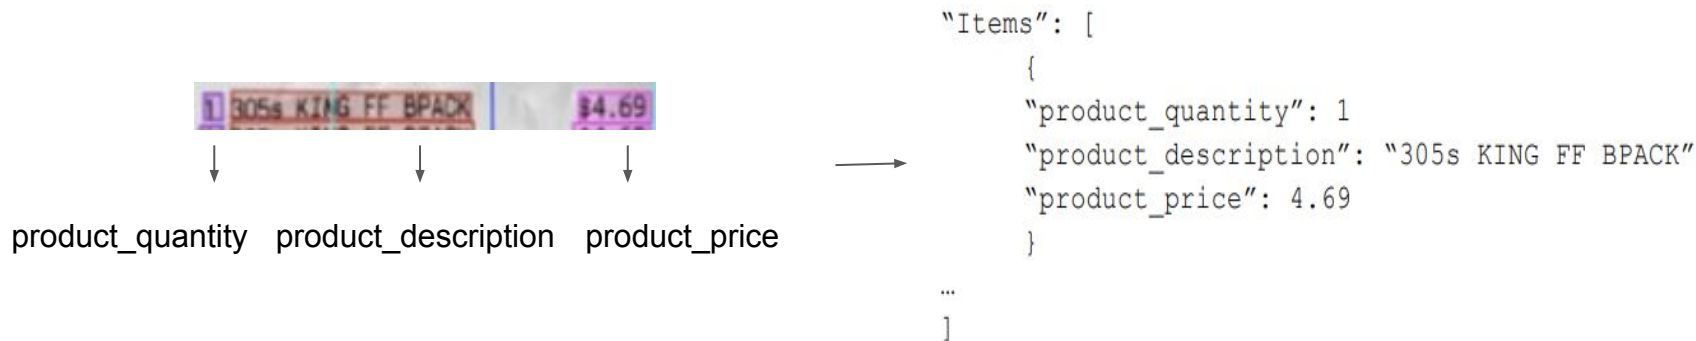 1 305s KING FF BPACK $4.69
product_quantity product_description product_price
“Items”: [
{
“product_quantity”: 1
“product_description”: “305s KING FF BPACK”
“product_price”: 4.69
}
…
]